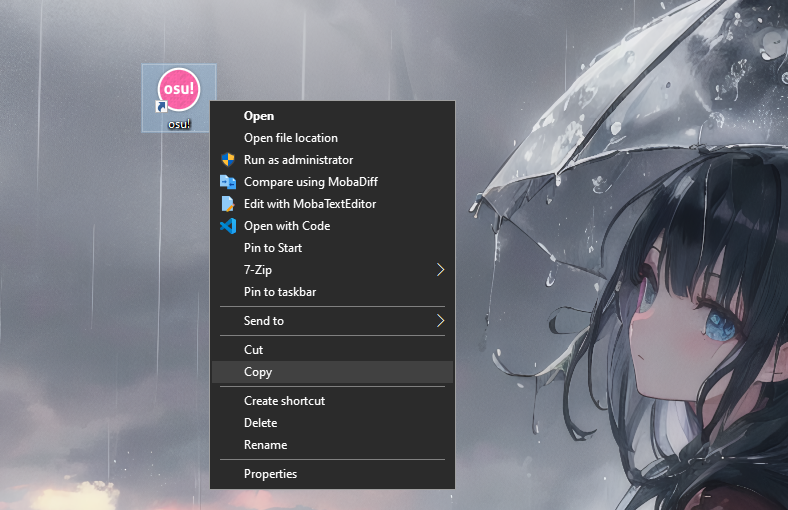 osu!
osu!
Open
Open file location
Run as administrator
Compare using MobaDiff
Edit with MobaTextEditor
Open with Code
Pin to Start
7-Zip
Pin to taskbar
Send to
Cut
Copy
Create shortcut
Delete
Rename
Properties